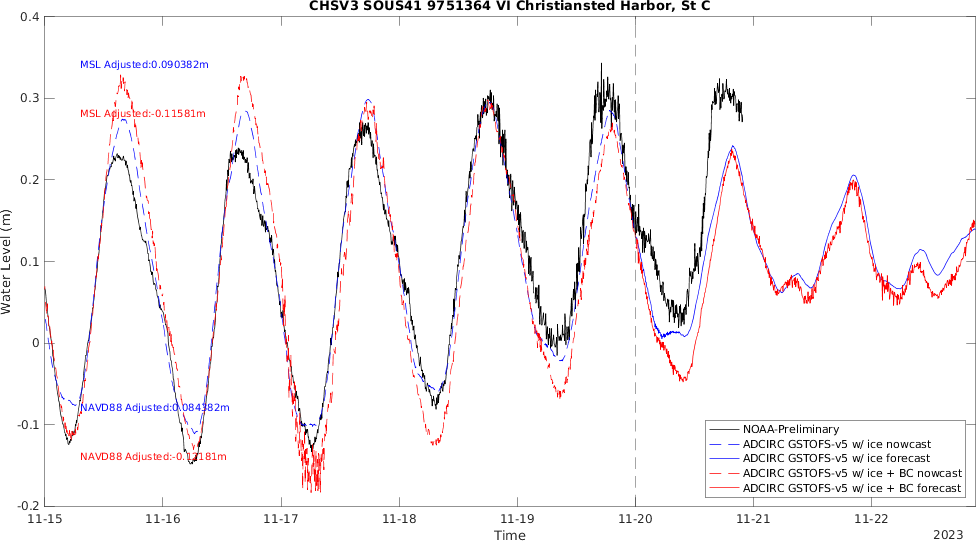 CHSV3 SOUS41 9751364 VI Christiansted Harbor, St C
0.4
0.3
0.2
0.1
0
-0.1
-0.2
Water Level (m)
MSL Adjusted:0.090382m
MSL Adjusted:-0.11581m
NAVD88 Adjusted:0.084382m
NAVD88 Adjusted:-0.12181m
NOAA-Preliminary
ADCIRC GSTOFS-v5 w/ ice nowcast
ADCIRC GSTOFS-v5 w/ ice forecast
ADCIRC GSTOFS-v5 w/ ice + BC nowcast
ADCIRC GSTOFS-v5 w/ ice + BC forecast
11-15 11-16 11-17 11-18 11-19 11-20 11-21 11-22
Time
2023